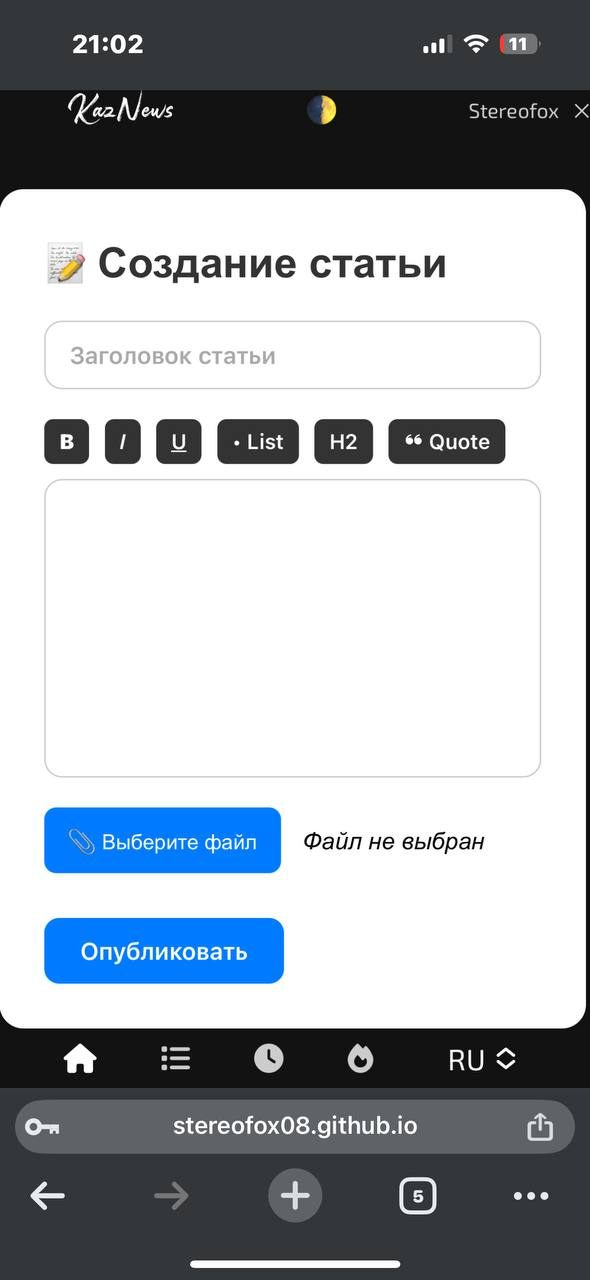 21:02
11
KazNews
Stereofox
Создание статьи
Заголовок статьи
B I U • List H2 ❝ Quote
Выберите файл
Файл не выбран
Опубликовать
RU
stereofox08.github.io
5